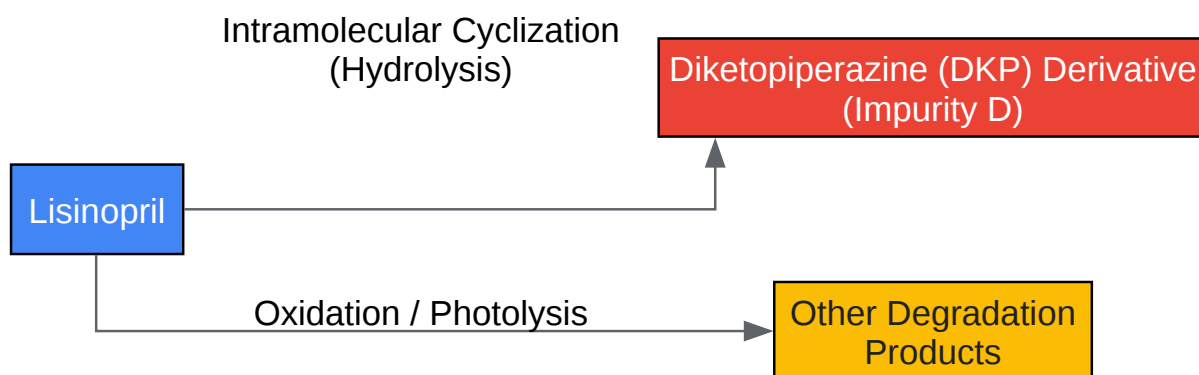 Intramolecular Cyclization
(Hydrolysis)
Diketopiperazine (DKP) Derivative
(Impurity D)
Lisinopril
Oxidation / Photolysis
Other Degradation
Products